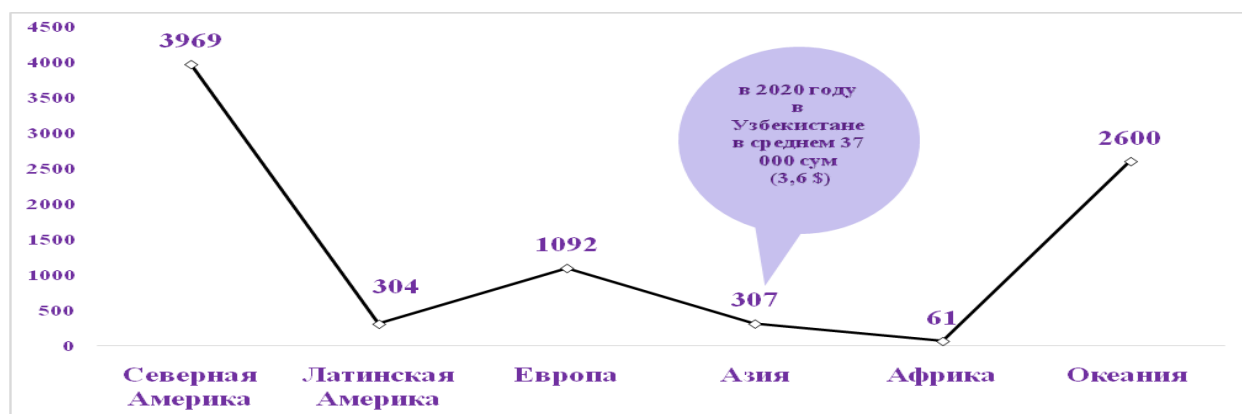 4500
4000
3500
3000
2500
2000
1500
1000
500
0
3969
304
1092
307
61
2600
в 2020 году
в
Узбекистане
в среднем 37
000 сум
(3,6 $)
Северная
Америка
Латинская
Америка
Европа
Азия
Африка
Океания